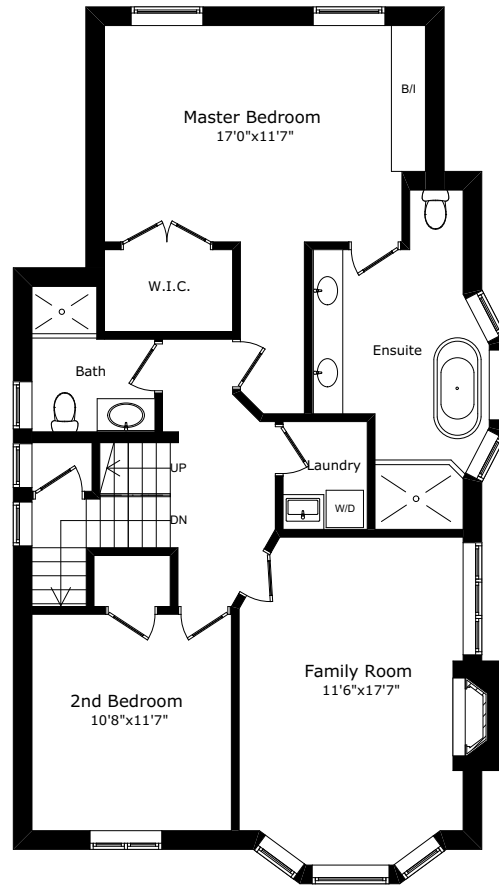 B/I
Master Bedroom
17'0"x11'7"
W.I.C.
Ensuite
Bath
Laundry
UP
W/D
DN
Family Room
11'6"x17'7"
2nd Bedroom
10'8"x11'7"